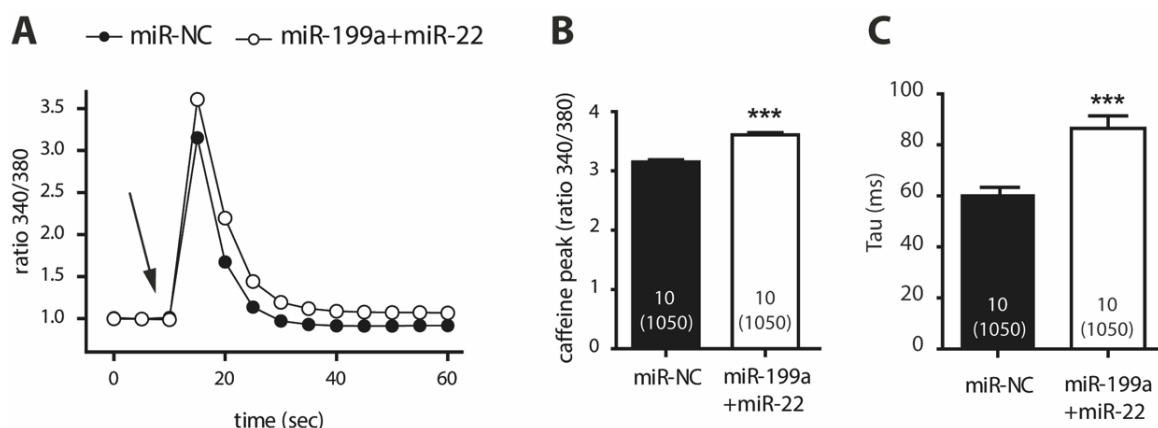 A
miR-NC
miR-199a+miR-22
ratio 340/380
3.5
3.0
2.5
2.0
1.5
1.0
0
20
40
60
time (sec)
B
caffeine peak (ratio 340/380)
4
3
2
1
0
***
10
(1050)
10
(1050)
miR-NC
miR-199a
+miR-22
C
Tau (ms)
100
80
60
40
20
0
***
10
(1050)
10
(1050)
miR-NC
miR-199a
+miR-22